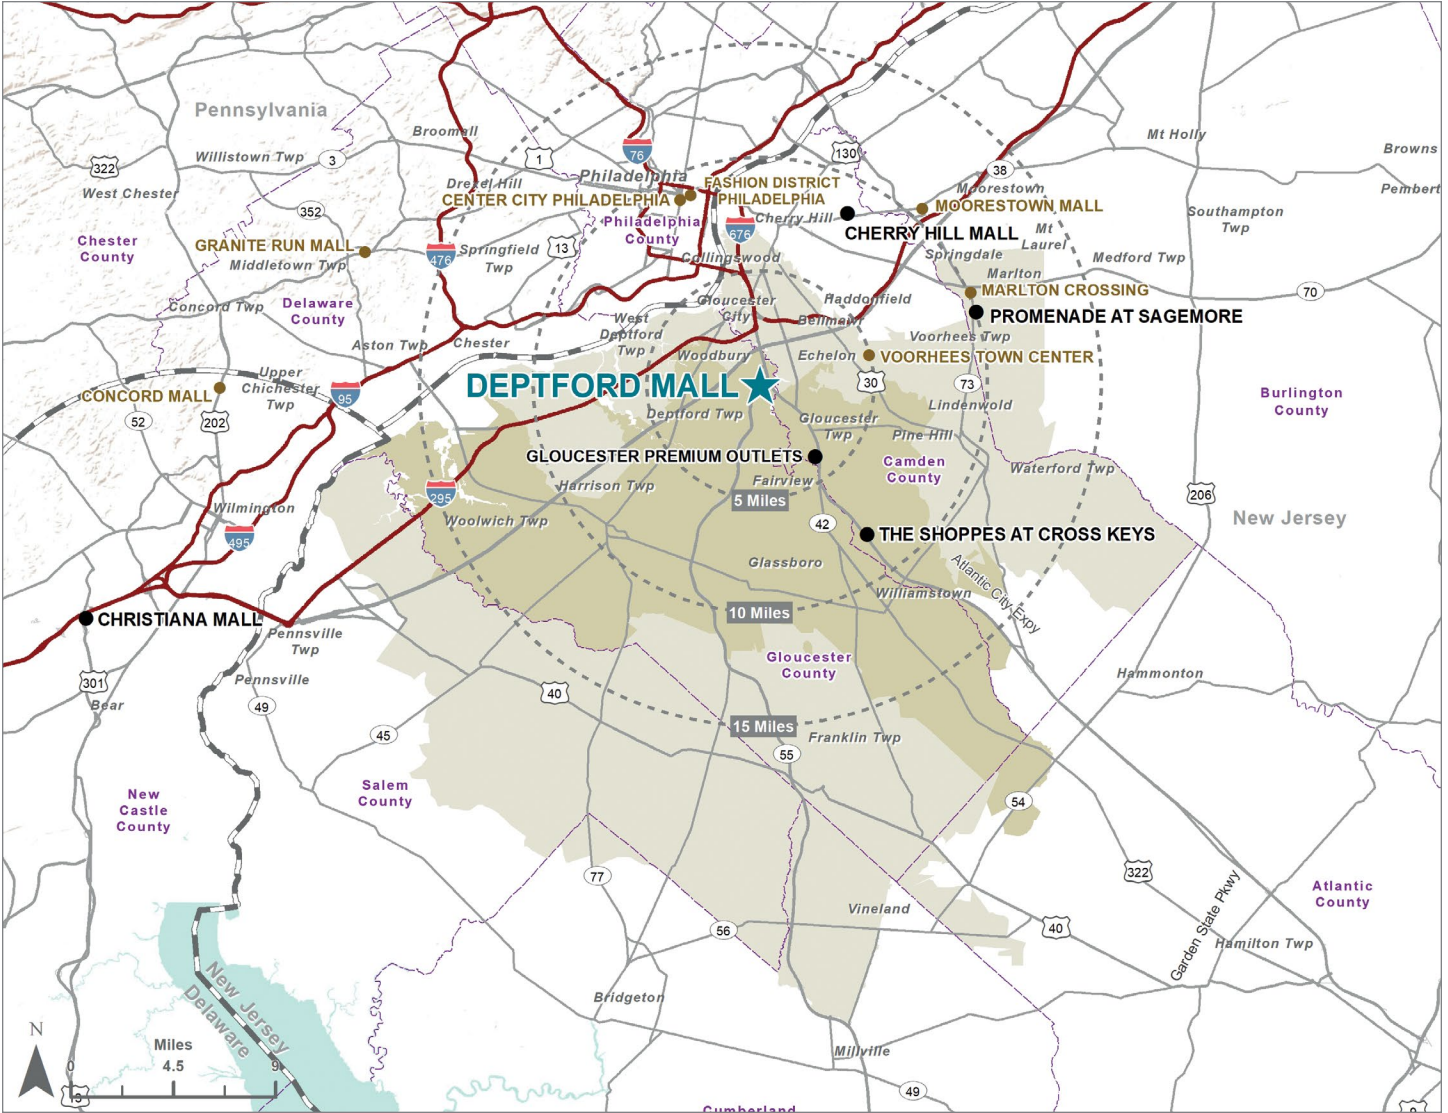 Pennsylvania
Broomall
Mt Holly
Willistown Twp
3
1
76
130
Browns
322
13
38
West Chester
Drexel Hill
Philadelphia
FASHION DISTRICT
PHILADELPHIA
Moorestown
Pembert
CENTER CITY PHILADELPHIA
MOORESTOWN MALL
352
Cherry Hill
Southampton
Twp
Philadelphia
County
676
CHERRY HILL MALL
Mt
Laurel
Chester
County
GRANITE RUN MALL
Middletown Twp
476
Springfield
Twp
Collingswood
Springdale
Medford Twp
Marlton
MARLTON CROSSING
70
Concord Twp
Delaware
County
Gloucester
City
Haddonfield
PROMENADE AT SAGEMORE
West
Deptford
Twp
Bellmawr
Aston Twp
Chester
Voorhees Twp
Woodbury
Echelon
VOORHEES TOWN CENTER
Upper
Chichester
Twp
DEPTFORD MALL
30
73
CONCORD MALL
95
Burlington
County
52
202
Deptford Twp
Lindenwold
Gloucester
Twp
Pine Hill
GLOUCESTER PREMIUM OUTLETS
Camden
County
Waterford Twp
Harrison Twp
Fairview
295
5 Miles
206
Wilmington
Woolwich Twp
42
New Jersey
495
THE SHOPPES AT CROSS KEYS
Glassboro
Atlantic City Expy
Williamstown
CHRISTIANA MALL
10 Miles
Pennsville
Twp
Gloucester
County
Hammonton
301
Pennsville
40
Bear
49
15 Miles
45
Franklin Twp
55
New
Castle
County
Salem
County
54
77
322
Garden State Pkwy
Atlantic
County
Vineland
56
40
Hamilton Twp
New Jersey
Delaware
Bridgeton
N
Miles
0
4.5
9
Millville
13
49
9
Cumberland